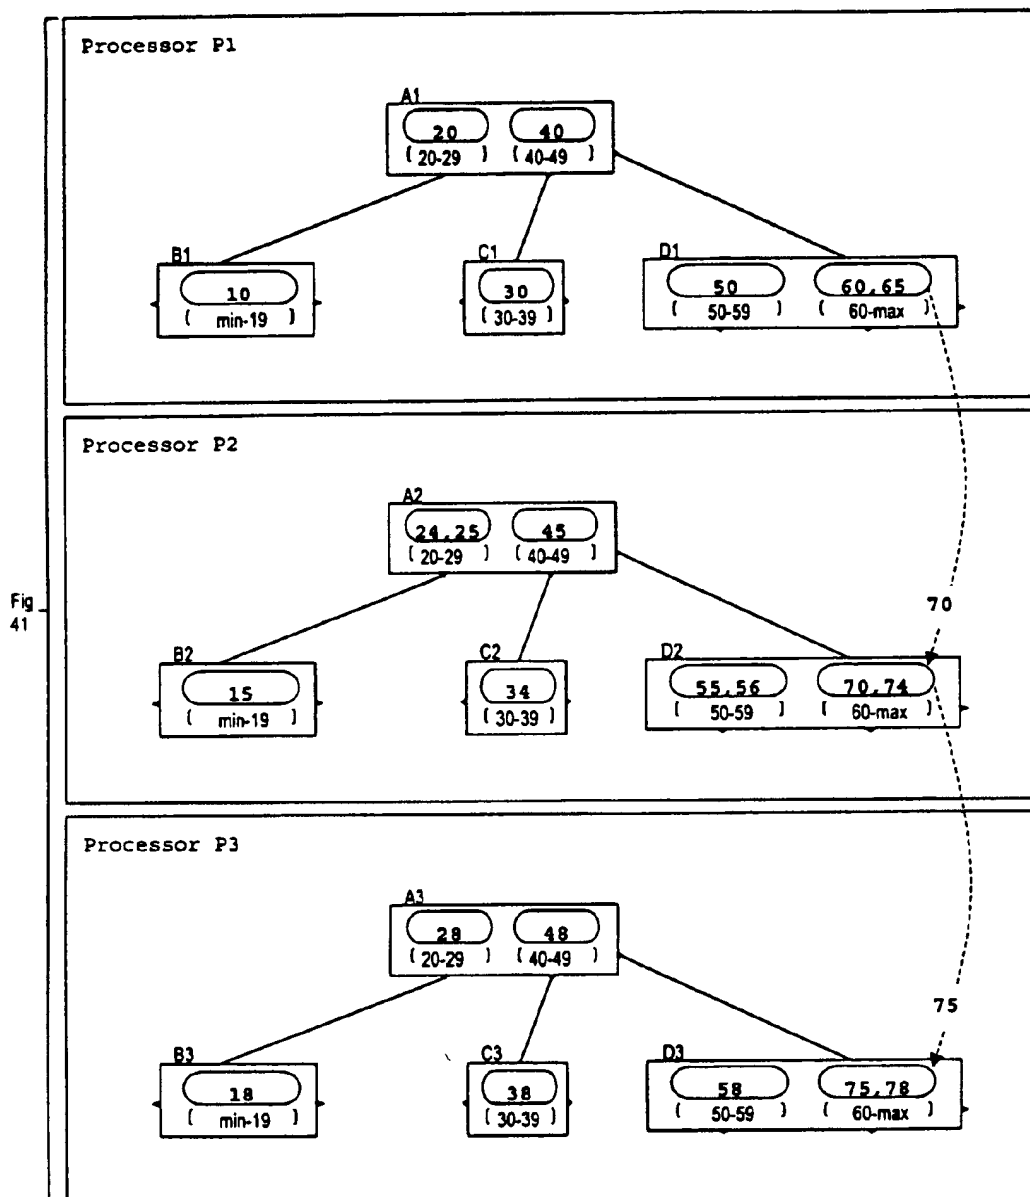 Processor P1
A1
20 40
( 20-29 ) ( 40-49 )
B1 C1 D1
10 30 50 60,65
( min-19 ) ( 30-39 ) ( 50-59 ) ( 60-max )
Processor P2
A2
24,25 45
( 20-29 ) ( 40-49 )
Fig 41
70
B2 C2 D2
15 34 55,56 70,74
( min-19 ) ( 30-39 ) ( 50-59 ) ( 60-max )
Processor P3
A3
28 48
( 20-29 ) ( 40-49 )
75
B3 C3 D3
18 38 58 75,78
( min-19 ) ( 30-39 ) ( 50-59 ) ( 60-max )